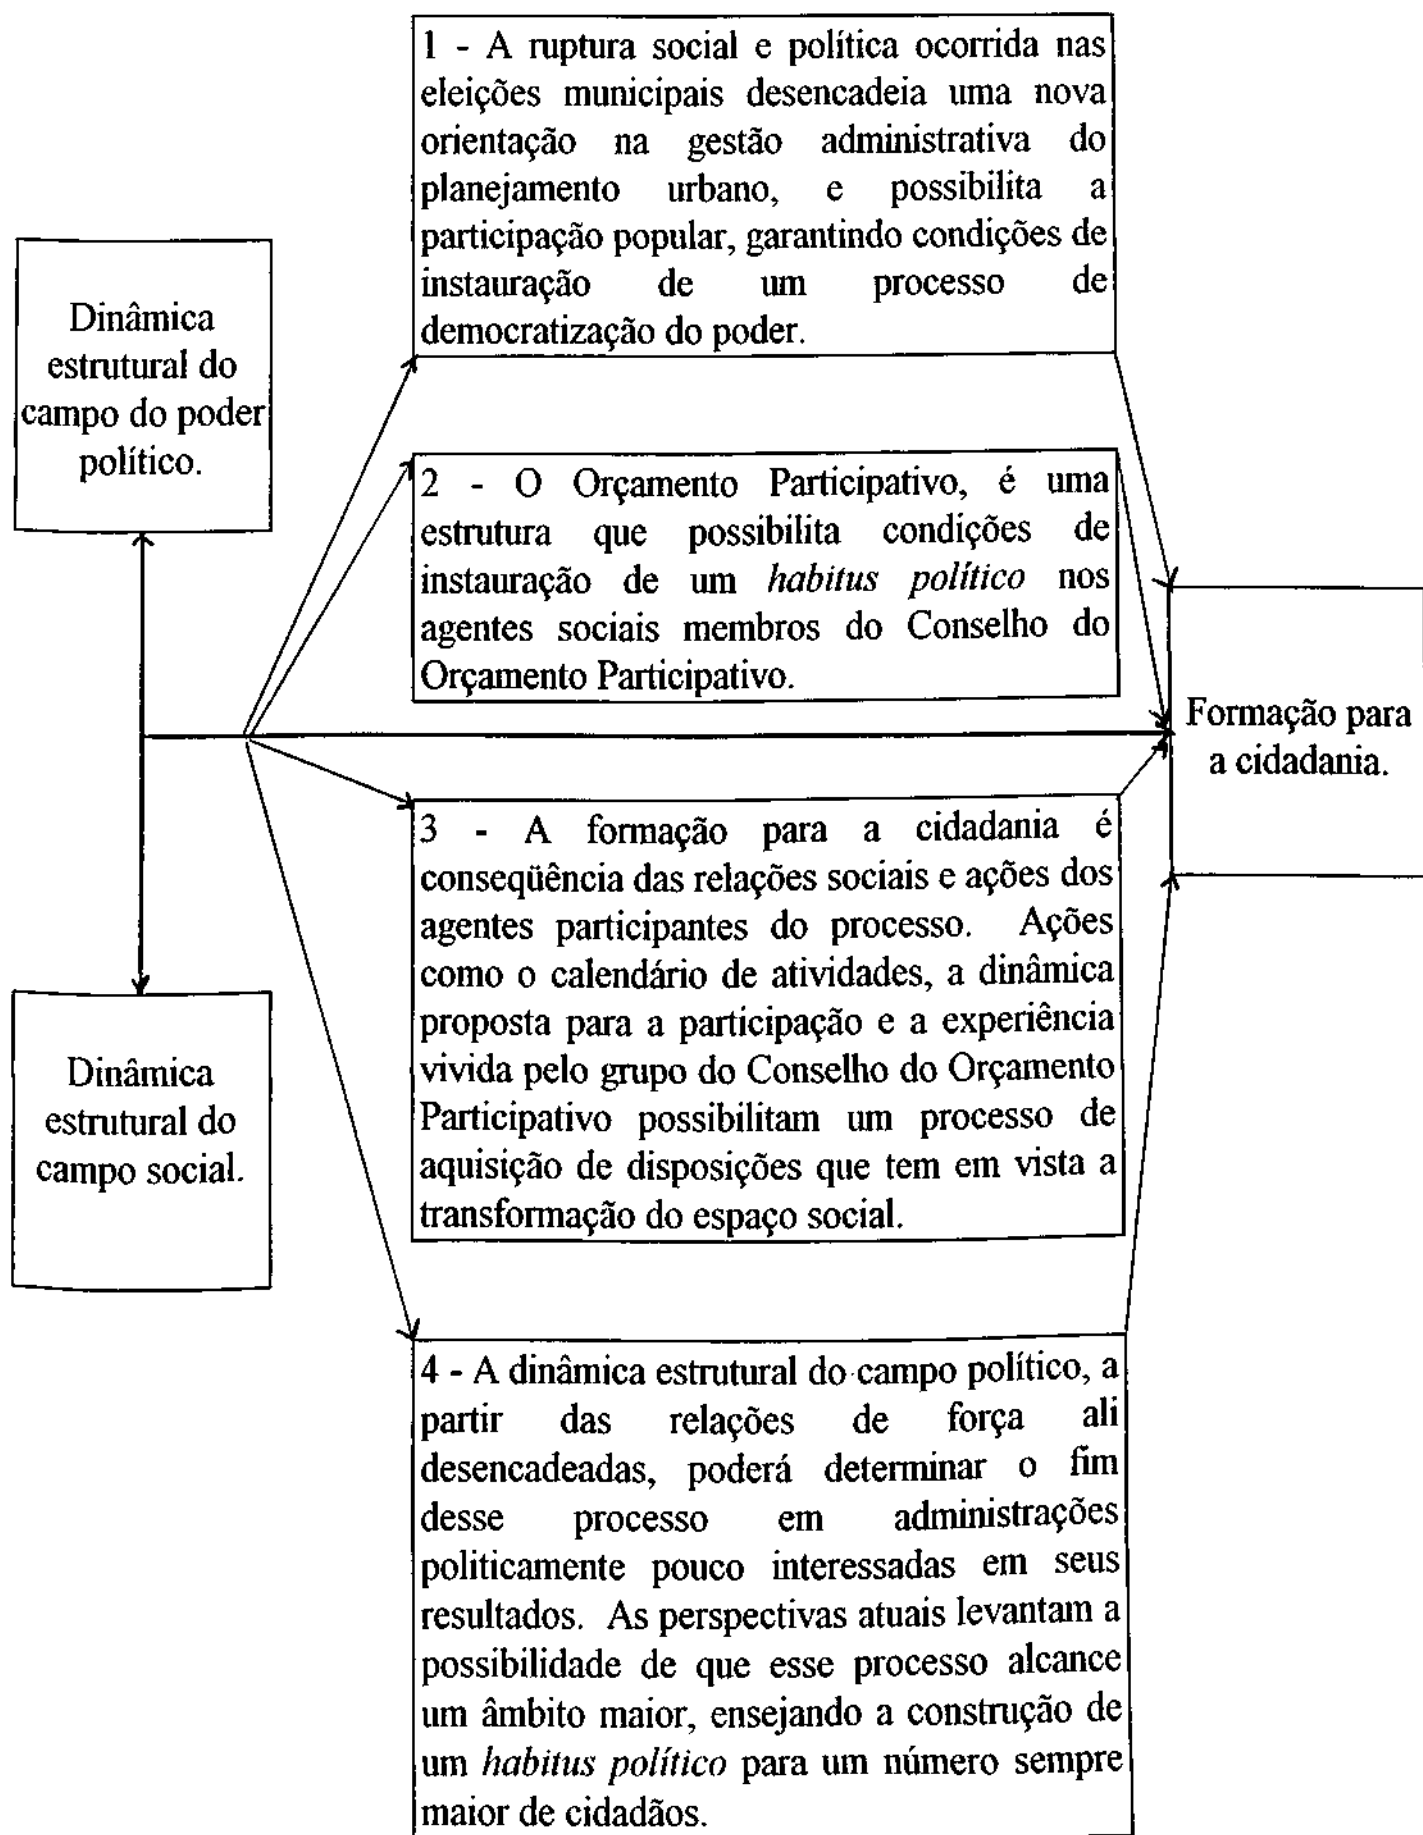 1 - A ruptura social e política ocorrida nas
eleições municipais desencadeia uma nova
orientação na gestão administrativa do
planejamento urbano, e possibilita a
participação popular, garantindo condições de
instauração de um processo de
democratização do poder.
Dinâmica
estrutural do
campo do poder
político.
2 - O Orçamento Participativo, é uma
estrutura que possibilita condições de
instauração de um habitus político nos
agentes sociais membros do Conselho do
Orçamento Participativo.
Formação para
a cidadania.
3 - A formação para a cidadania é
conseqüência das relações sociais e ações dos
agentes participantes do processo. Ações
como o calendário de atividades, a dinâmica
proposta para a participação e a experiência
vivida pelo grupo do Conselho do Orçamento
Participativo possibilitam um processo de
aquisição de disposições que tem em vista a
transformação do espaço social.
Dinâmica
estrutural do
campo social.
4 - A dinâmica estrutural do campo político, a
partir das relações de força ali
desencadeadas, poderá determinar o fim
desse processo em administrações
politicamente pouco interessadas em seus
resultados. As perspectivas atuais levantam a
possibilidade de que esse processo alcance
um âmbito maior, ensejando a construção de
um habitus político para um número sempre
maior de cidadãos.